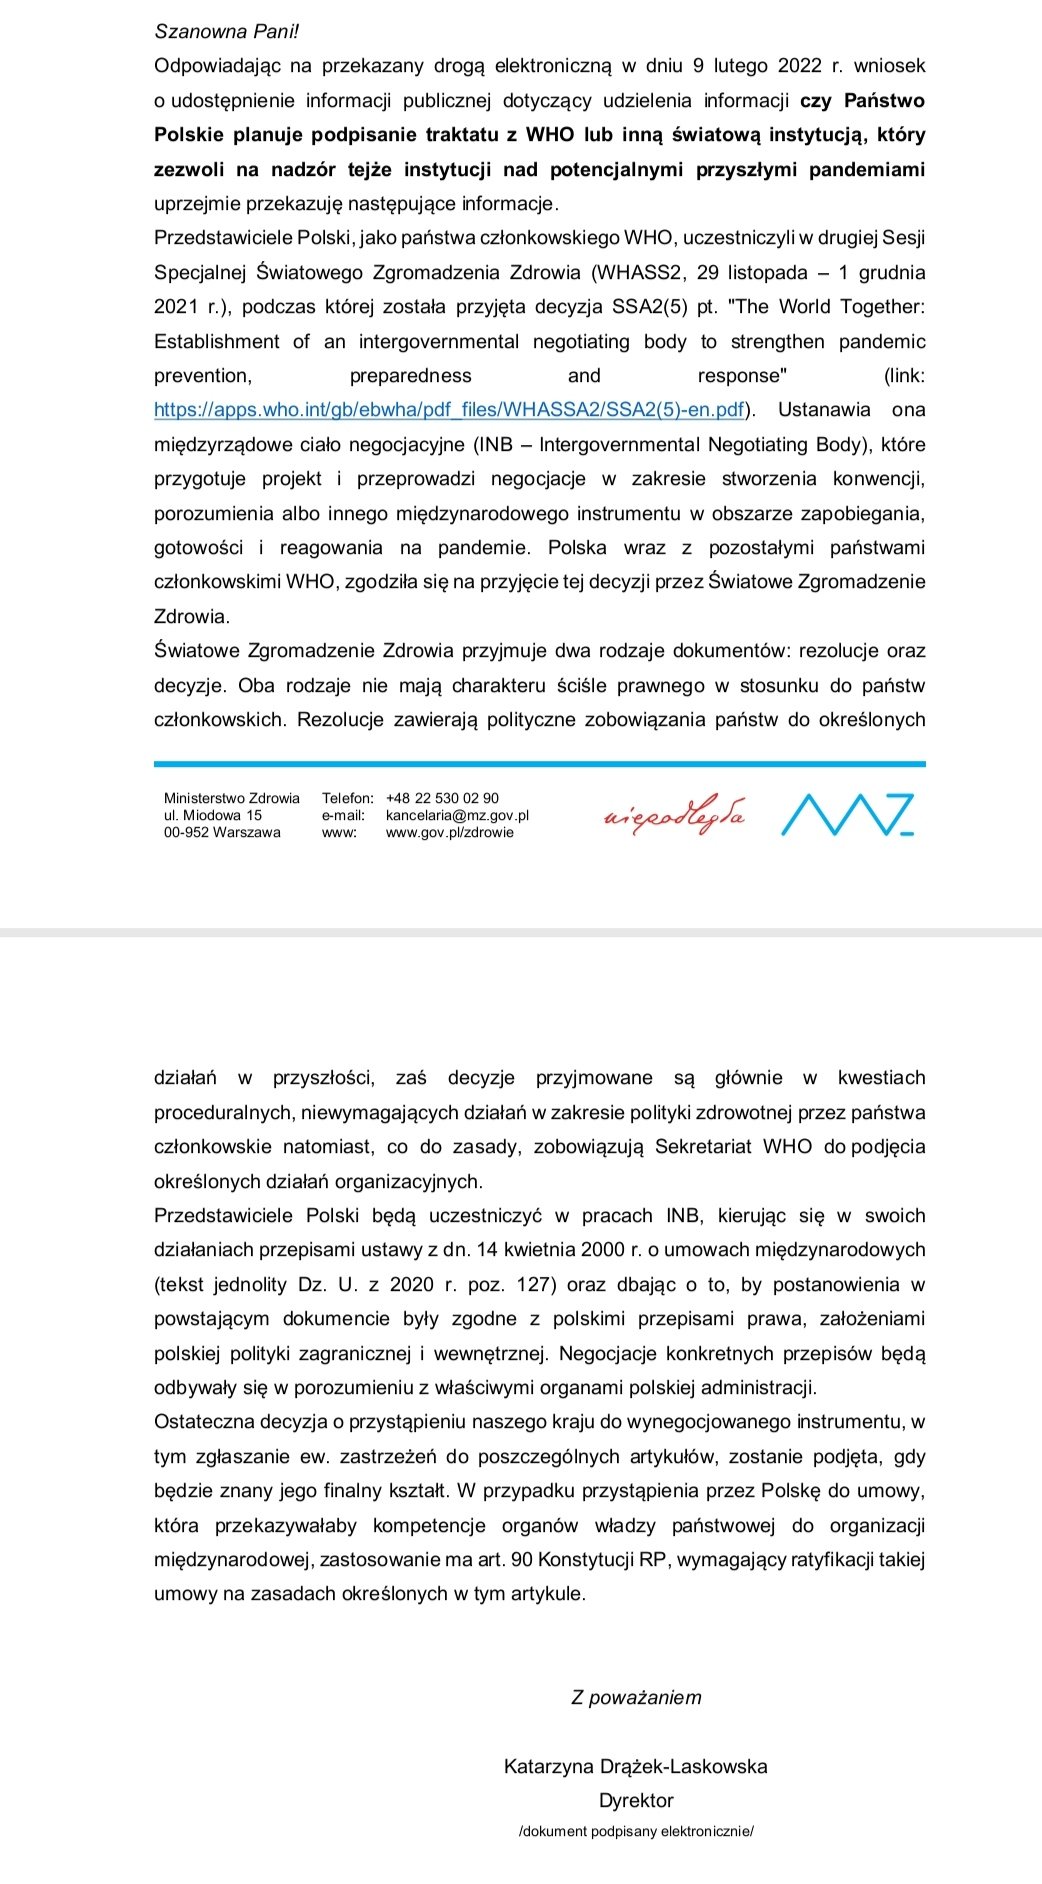 Szanowna Pani!
Odpowiadając na przekazany drogą elektroniczną w dniu 9 lutego 2022 r. wniosek
o udostępnienie informacji publicznej dotyczący udzielenia informacji czy Państwo
Polskie planuje podpisanie traktatu z WHO lub inną światową instytucją, który
zezwoli na nadzór tejże instytucji nad potencjalnymi przyszłymi pandemiami
uprzejmie przekazuję następujące informacje.
Przedstawiciele Polski, jako państwa członkowskiego WHO, uczestniczyli w drugiej Sesji
Specjalnej Światowego Zgromadzenia Zdrowia (WHASS2, 29 listopada – 1 grudnia
2021 r.), podczas której została przyjęta decyzja SSA2(5) pt. "The World Together:
Establishment of an intergovernmental negotiating body to strengthen pandemic
prevention, preparedness and response" (link:
https://apps.who.int/gb/ebwha/pdf_files/WHASSA2/SSA2(5)-en.pdf). Ustanawia ona
międzyrządowe ciało negocjacyjne (INB – Intergovernmental Negotiating Body), które
przygotuje projekt i przeprowadzi negocjacje w zakresie stworzenia konwencji,
porozumienia albo innego międzynarodowego instrumentu w obszarze zapobiegania,
gotowości i reagowania na pandemie. Polska wraz z pozostałymi państwami
członkowskimi WHO, zgodziła się na przyjęcie tej decyzji przez Światowe Zgromadzenie
Zdrowia.
Światowe Zgromadzenie Zdrowia przyjmuje dwa rodzaje dokumentów: rezolucje oraz
decyzje. Oba rodzaje nie mają charakteru ściśle prawnego w stosunku do państw
członkowskich. Rezolucje zawierają polityczne zobowiązania państw do określonych
Ministerstwo Zdrowia Telefon: +48 22 530 02 90
ul. Miodowa 15 e-mail: kancelaria@mz.gov.pl
00-952 Warszawa www: www.gov.pl/zdrowie
niepodległa
MZ
działań w przyszłości, zaś decyzje przyjmowane są głównie w kwestiach
proceduralnych, niewymagających działań w zakresie polityki zdrowotnej przez państwa
członkowskie natomiast, co do zasady, zobowiązują Sekretariat WHO do podjęcia
określonych działań organizacyjnych.
Przedstawiciele Polski będą uczestniczyć w pracach INB, kierując się w swoich
działaniach przepisami ustawy z dn. 14 kwietnia 2000 r. o umowach międzynarodowych
(tekst jednolity Dz. U. z 2020 r. poz. 127) oraz dbając o to, by postanowienia w
powstającym dokumencie były zgodne z polskimi przepisami prawa, założeniami
polskiej polityki zagranicznej i wewnętrznej. Negocjacje konkretnych przepisów będą
odbywały się w porozumieniu z właściwymi organami polskiej administracji.
Ostateczna decyzja o przystąpieniu naszego kraju do wynegocjowanego instrumentu, w
tym zgłaszanie ew. zastrzeżeń do poszczególnych artykułów, zostanie podjęta, gdy
będzie znany jego finalny kształt. W przypadku przystąpienia przez Polskę do umowy,
która przekazywałaby kompetencje organów władzy państwowej do organizacji
międzynarodowej, zastosowanie ma art. 90 Konstytucji RP, wymagający ratyfikacji takiej
umowy na zasadach określonych w tym artykule.
Z poważaniem
Katarzyna Drążek-Laskowska
Dyrektor
/dokument podpisany elektronicznie/